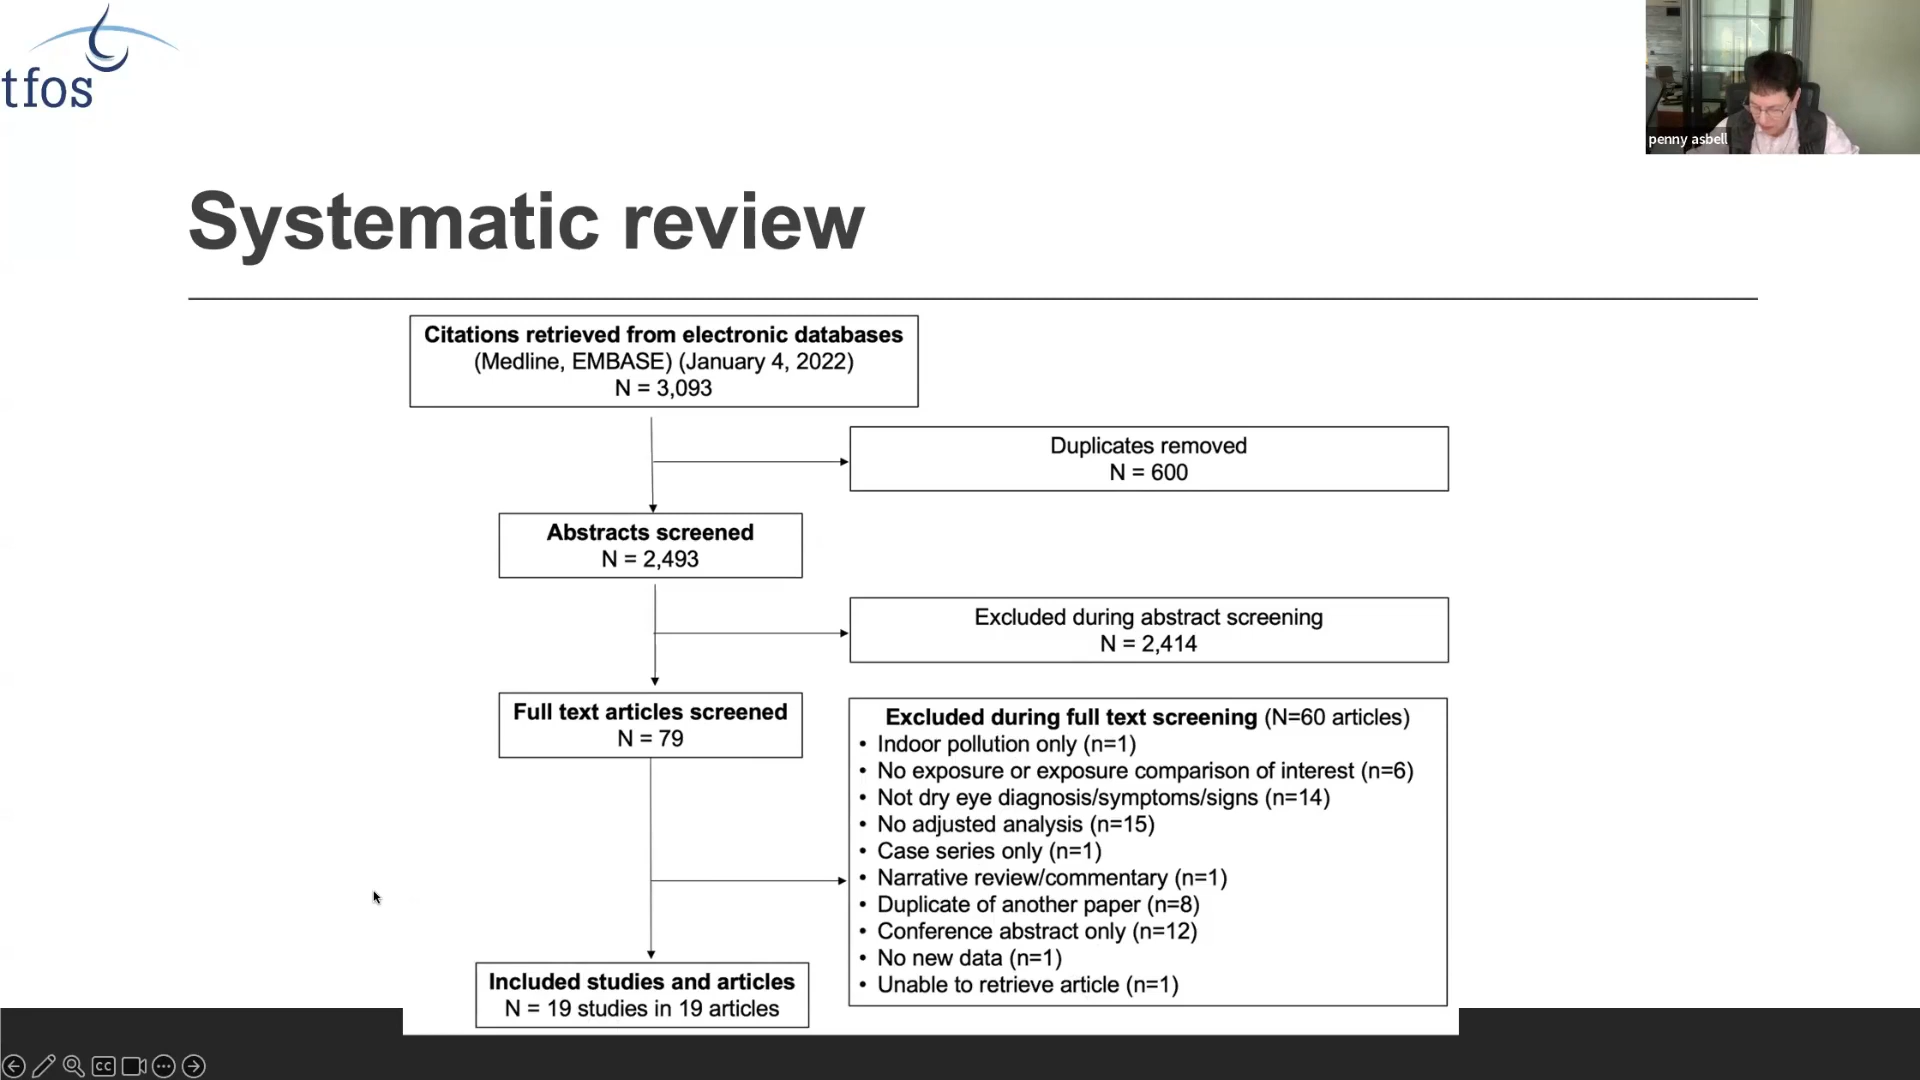 tfos
penny asbell
Systematic review
Citations retrieved from electronic databases
(Medline, EMBASE) (January 4, 2022)
N = 3,093
Duplicates removed
N = 600
Abstracts screened
N = 2,493
Excluded during abstract screening
N = 2,414
Full text articles screened
N = 79
Excluded during full text screening (N=60 articles)
• Indoor pollution only (n=1)
• No exposure or exposure comparison of interest (n=6)
• Not dry eye diagnosis/symptoms/signs (n=14)
• No adjusted analysis (n=15)
• Case series only (n=1)
• Narrative review/commentary (n=1)
• Duplicate of another paper (n=8)
• Conference abstract only (n=12)
• No new data (n=1)
• Unable to retrieve article (n=1)
Included studies and articles
N = 19 studies in 19 articles
CC